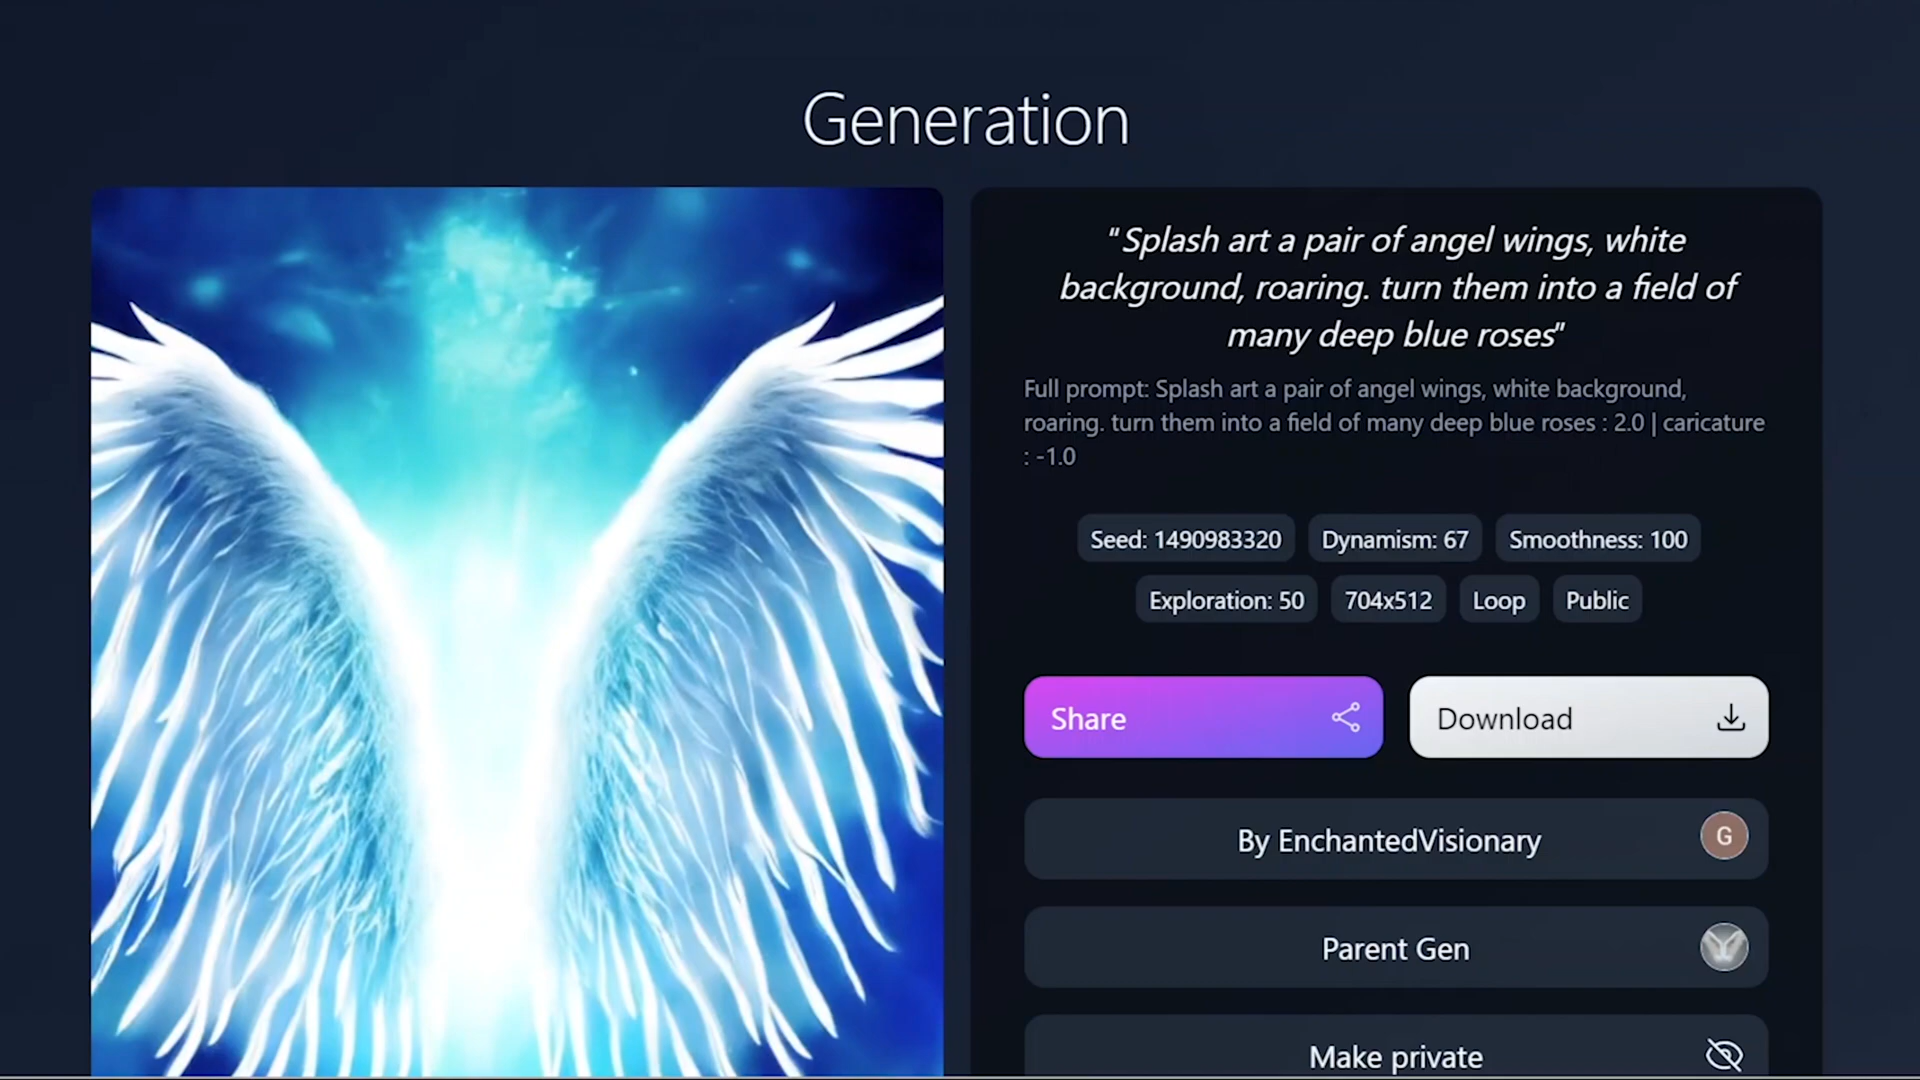 Generation
"Splash art a pair of angel wings, white
background, roaring. turn them into a field of
many deep blue roses"
Full prompt: Splash art a pair of angel wings, white background,
roaring. turn them into a field of many deep blue roses : 2.0 | caricature
: -1.0
Seed: 1490983320 Dynamism: 67 Smoothness: 100
Exploration: 50 704x512 Loop Public
Share Download
By EnchantedVisionary G
Parent Gen
Make private